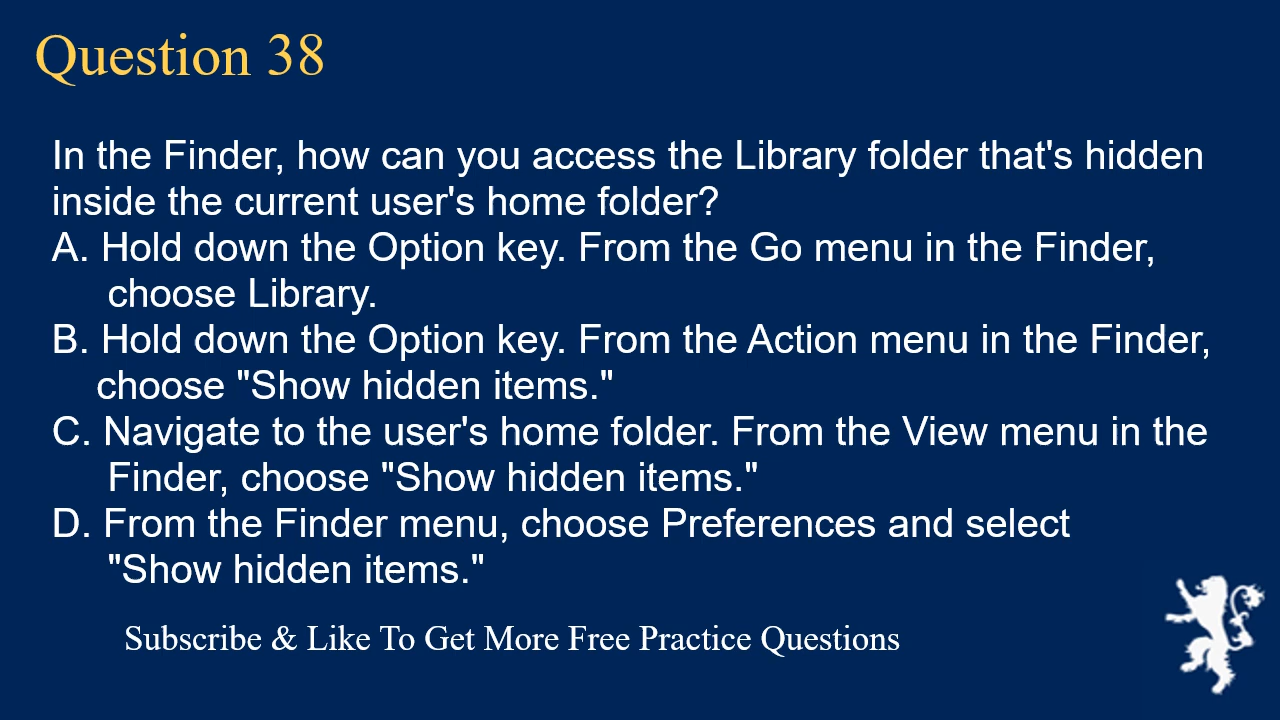 Question 38
In the Finder, how can you access the Library folder that's hidden
inside the current user's home folder?
A. Hold down the Option key. From the Go menu in the Finder,
choose Library.
B. Hold down the Option key. From the Action menu in the Finder,
choose "Show hidden items."
C. Navigate to the user's home folder. From the View menu in the
Finder, choose "Show hidden items."
D. From the Finder menu, choose Preferences and select
"Show hidden items."
Subscribe & Like To Get More Free Practice Questions